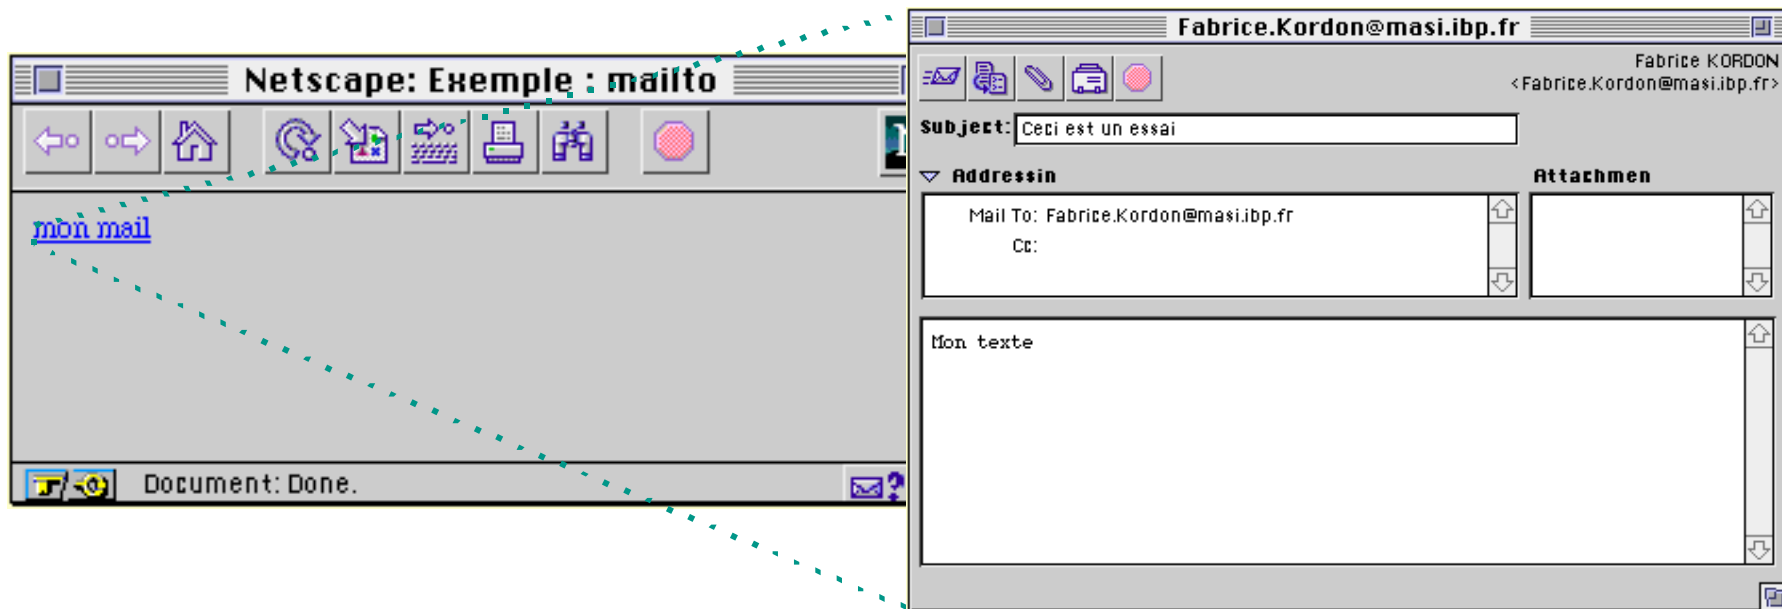 Netscape: Exemple : mailto
mon mail
Document: Done.
Fabrice.Kordon@masi.ibp.fr
Fabrice KORDON
<Fabrice.Kordon@masi.ibp.fr>
Subject: Ceci est un essai
Addressin
Attachmen
Mail To: Fabrice.Kordon@masi.ibp.fr
Cc:
Mon texte